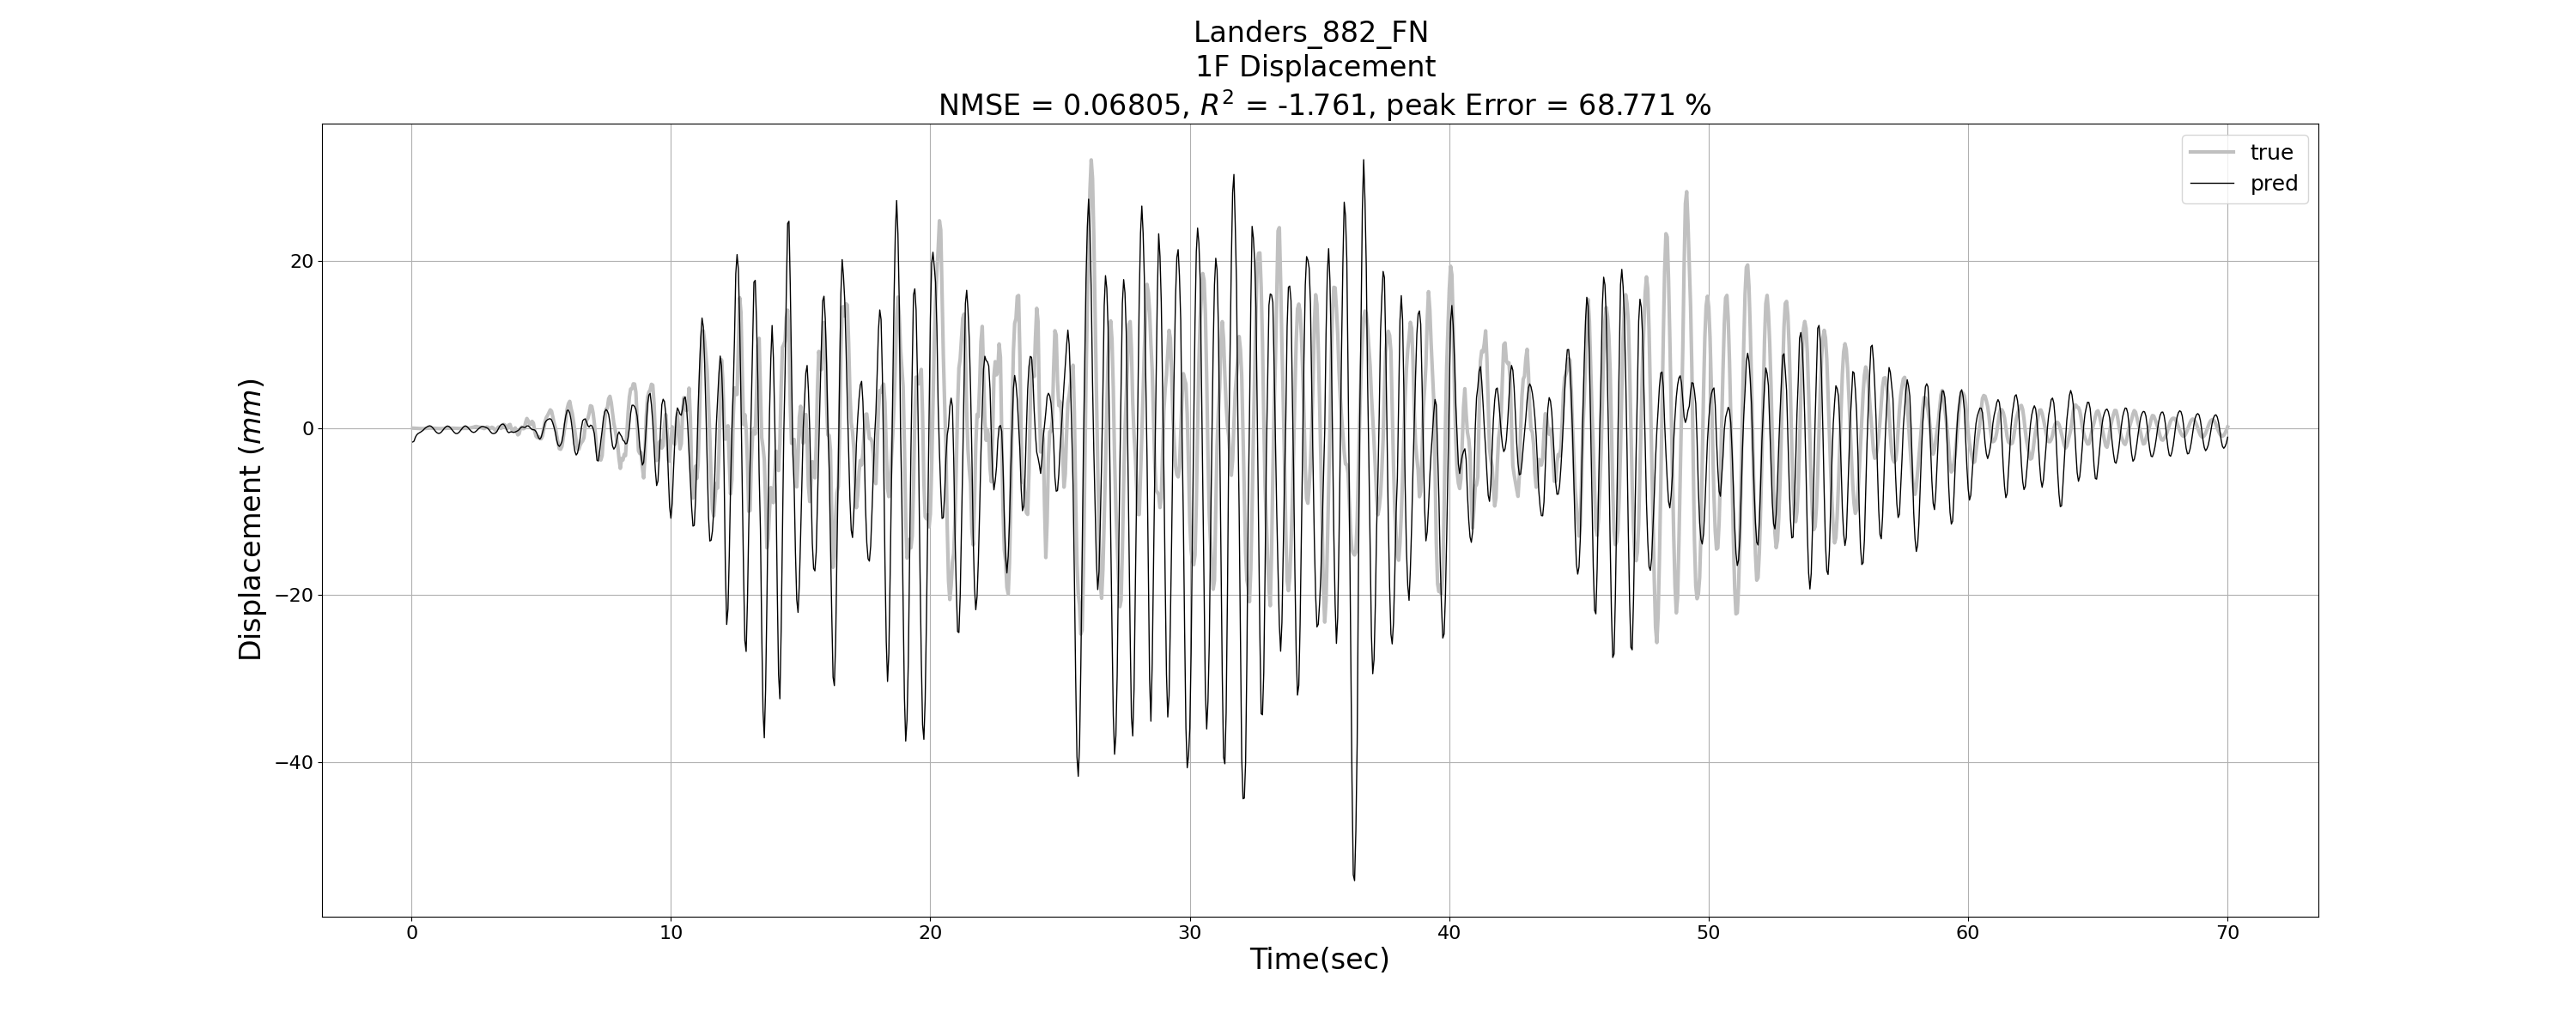 Landers_882_FN
1F Displacement
NMSE = 0.06805, R² = -1.761, peak Error = 68.771 %
true
pred
20
0
−20
−40
Displacement (mm)
0 10 20 30 40 50 60 70
Time(sec)